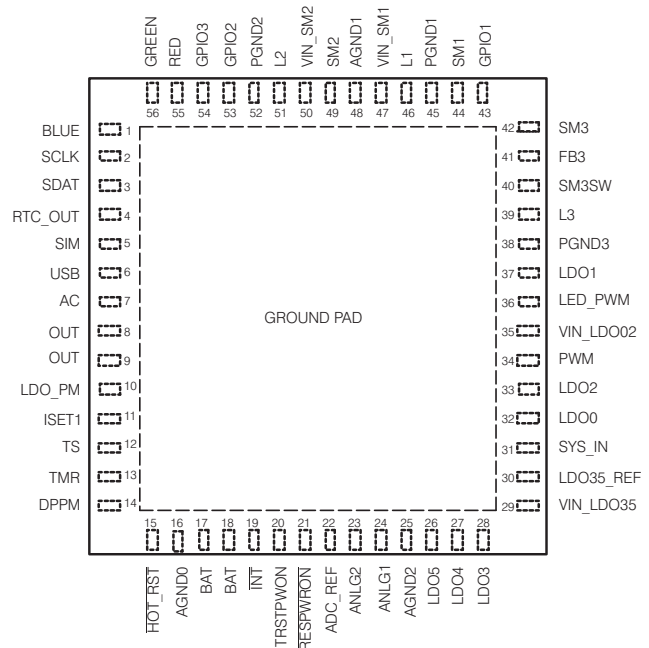 GREEN
RED
GPIO3
GPIO2
PGND2
L2
VIN_SM2
SM2
AGND1
VIN_SM1
L1
PGND1
SM1
GPIO1
56 55 54 53 52 51 50 49 48 47 46 45 44 43
BLUE 1
SCLK 2
SDAT 3
RTC_OUT 4
SIM 5
USB 6
AC 7
OUT 8
OUT 9
LDO_PM 10
ISET1 11
TS 12
TMR 13
DPPM 14
GROUND PAD
42 SM3
41 FB3
40 SM3SW
39 L3
38 PGND3
37 LDO1
36 LED_PWM
35 VIN_LDO02
34 PWM
33 LDO2
32 LDO0
31 SYS_IN
30 LDO35_REF
29 VIN_LDO35
15 16 17 18 19 20 21 22 23 24 25 26 27 28
HOT_RST
AGND0
BAT
BAT
INT
TRSTPWON
RESPWRON
ADC_REF
ANLG2
ANLG1
AGND2
LDO5
LDO4
LDO3